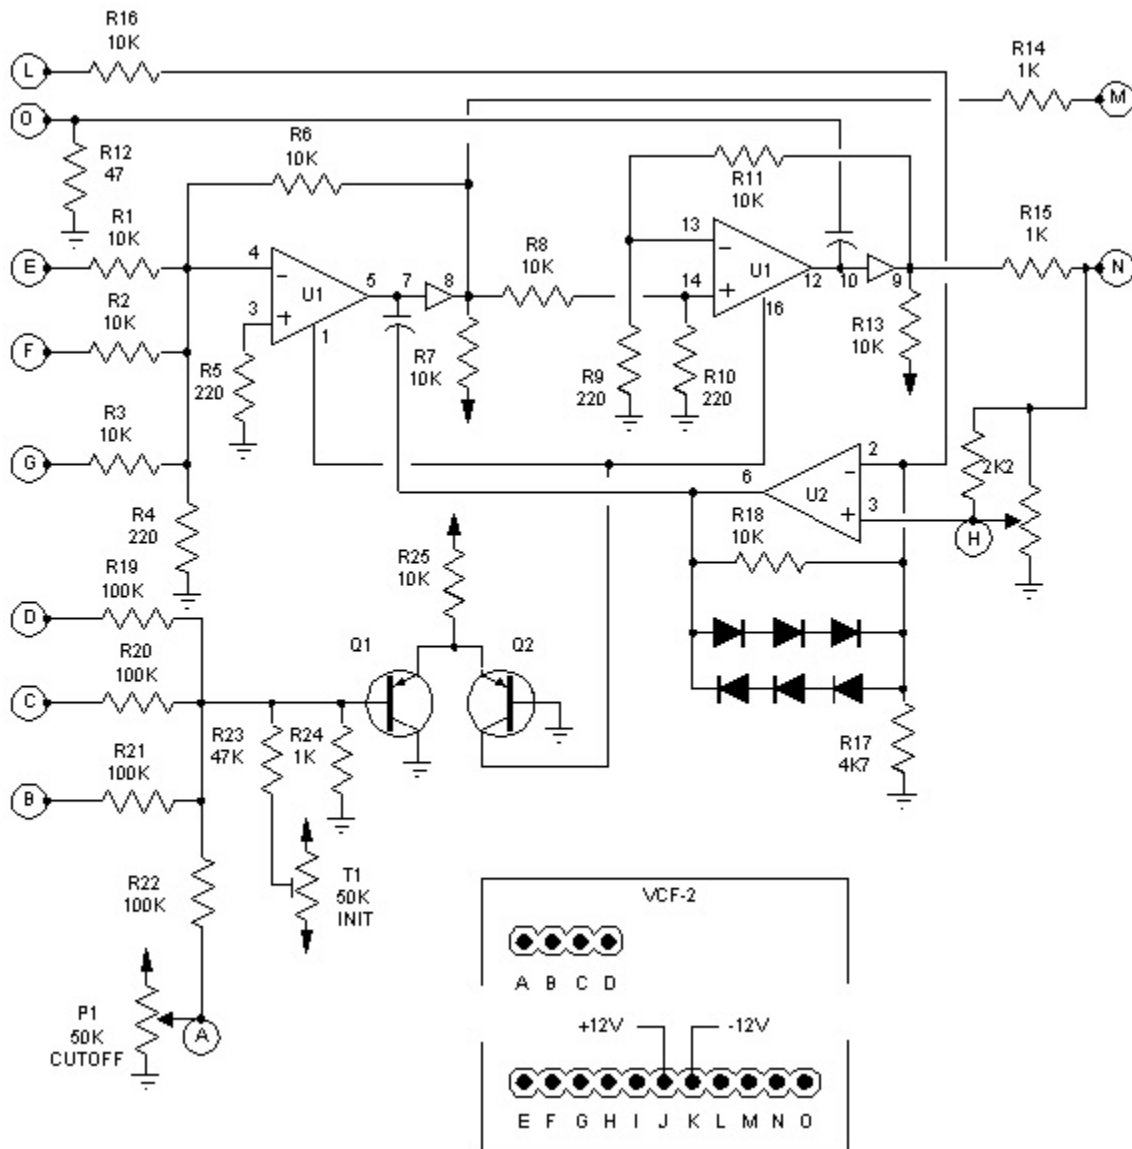 R16
10K
L
R14
1K
M
O
R12
47
R6
10K
R11
10K
R1
10K
R15
1K
E
4
13
R8
10K
N
5
7
8
U1
14
U1
12
10
9
3
16
R2
10K
1
R13
10K
F
R5
220
R7
10K
R9
220
R10
220
R3
10K
G
2
2K2
6
U2
R4
220
3
R18
10K
H
R19
100K
R25
10K
D
R20
100K
Q1
Q2
C
R23
47K
R24
1K
R17
4K7
R21
100K
B
R22
100K
T1
50K
INIT
VCF-2
A B C D
P1
50K
CUTOFF
A
+12V
-12V
E F G H I J K L M N O